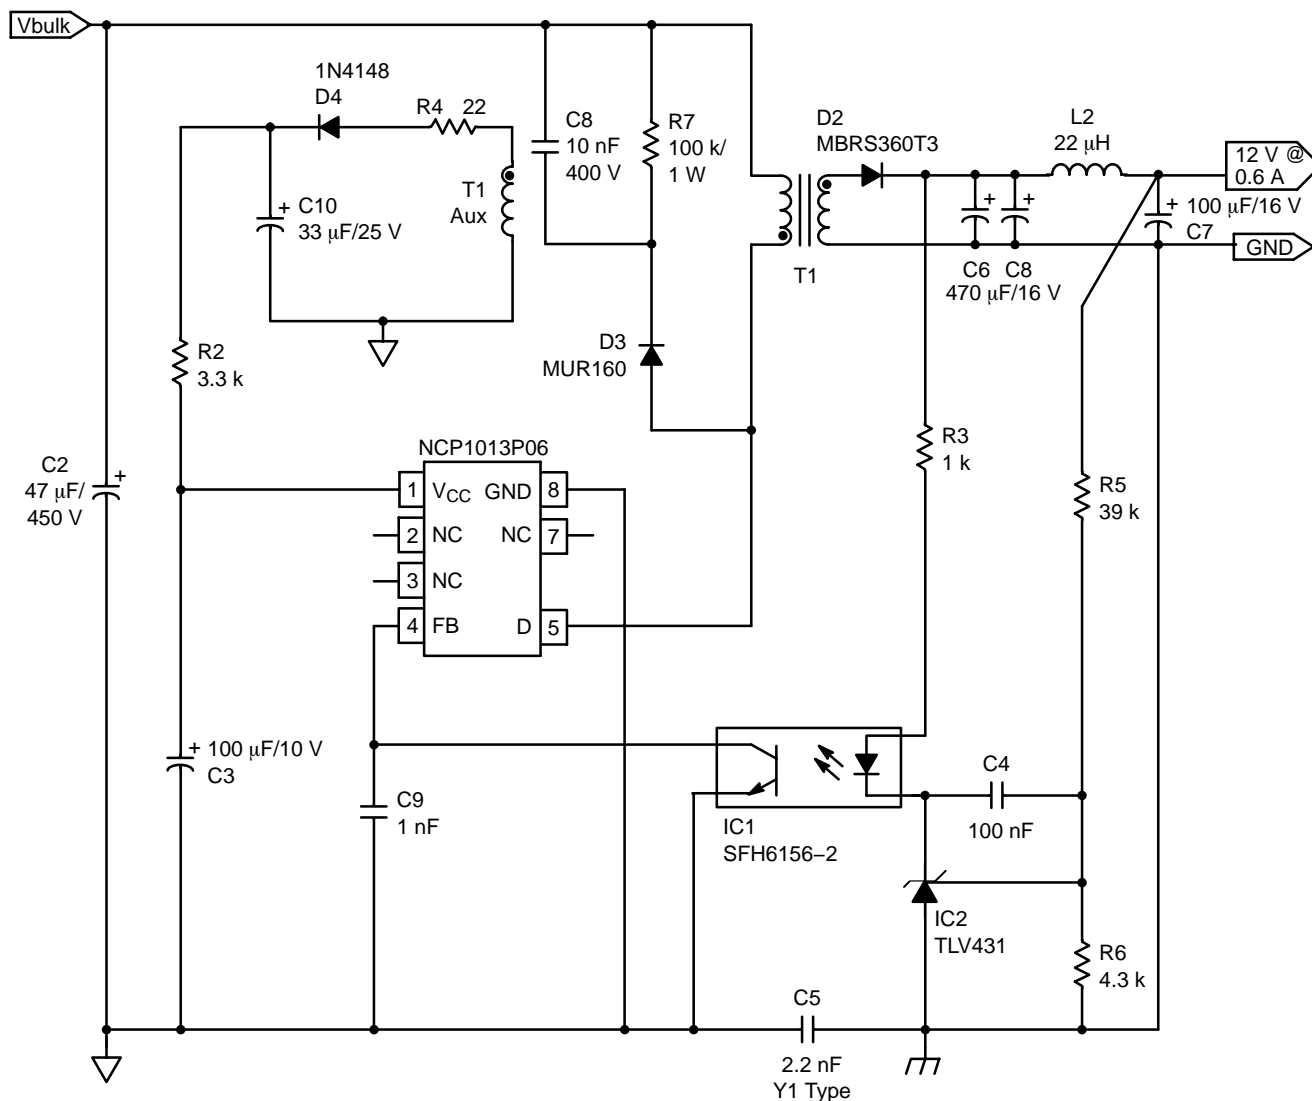 Vbulk
1N4148
D4
R4 22
C8
10 nF
400 V
R7
100 k/
1 W
D2
MBRS360T3
L2
22 μH
12 V @
0.6 A
T1
Aux
+ C10
33 μF/25 V
+
+
+ 100 μF/16 V
C7
GND
T1
C6 C8
470 μF/16 V
R2
3.3 k
D3
MUR160
R3
1 k
C2
47 μF/
450 V
+
NCP1013P06
1 VCC GND 8
2 NC NC 7
3 NC
4 FB D 5
R5
39 k
+ 100 μF/10 V
C3
C9
1 nF
IC1
SFH6156–2
C4
100 nF
IC2
TLV431
R6
4.3 k
C5
2.2 nF
Y1 Type